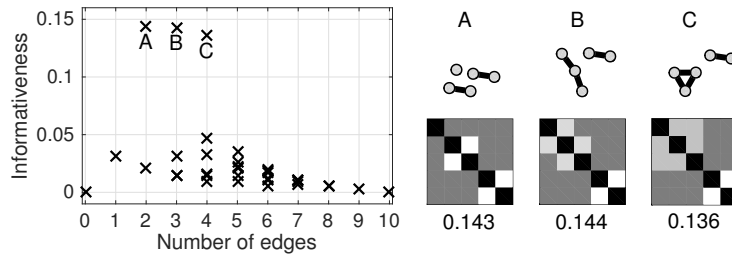 Informativeness
0.15
0.1
0.05
0
A B C
0 1 2 3 4 5 6 7 8 9 10
Number of edges
A B C
0.143 0.144 0.136